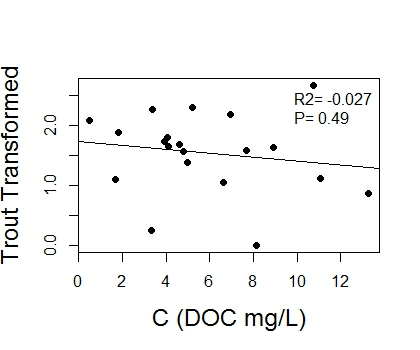 Trout Transformed
2.0
1.0
0.0
R2= -0.027
P= 0.49
0 2 4 6 8 10 12
C (DOC mg/L)